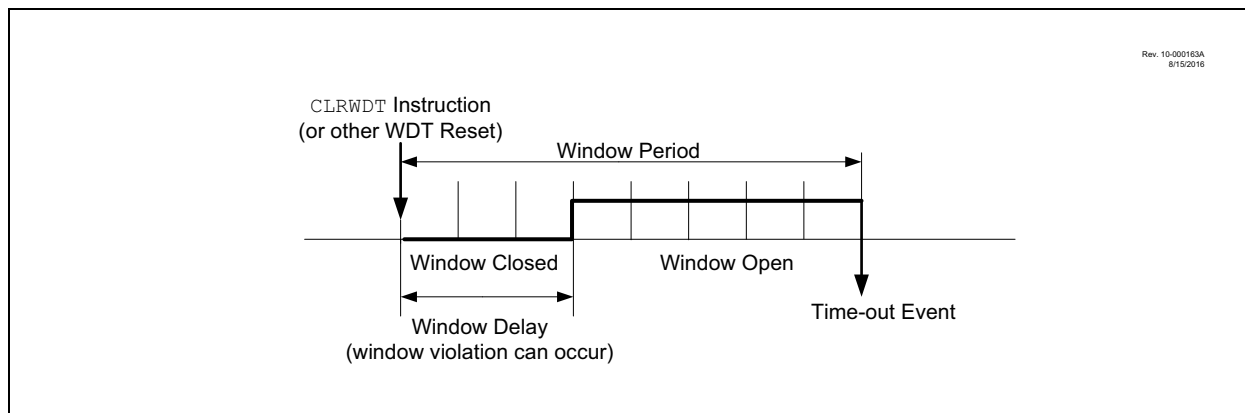 Rev. 10-000163A
8/15/2016
CLRWDT Instruction
(or other WDT Reset)
Window Period
Window Closed
Window Open
Window Delay
(window violation can occur)
Time-out Event